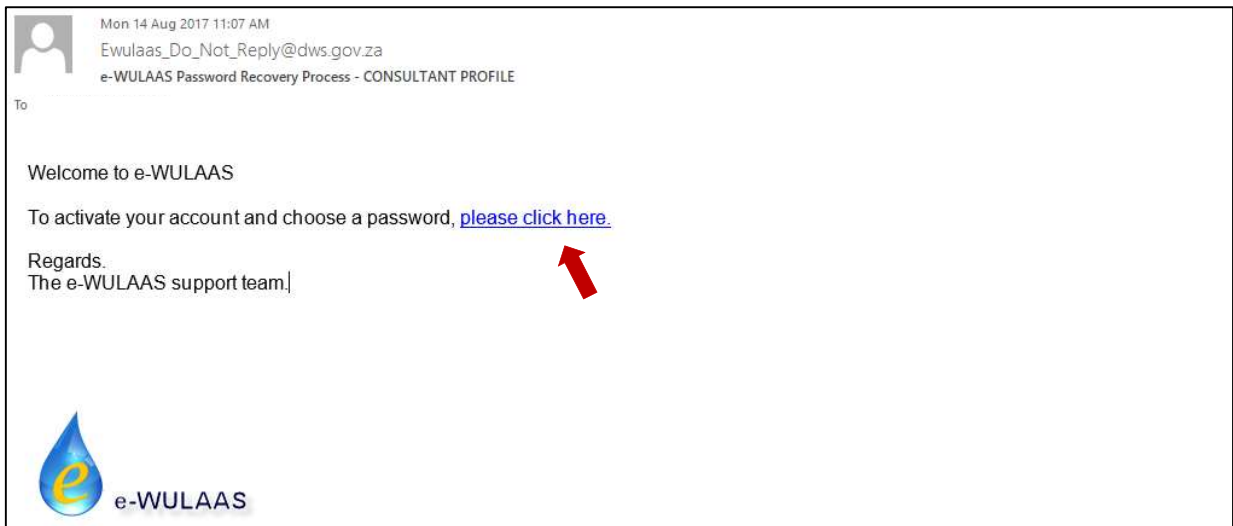 Mon 14 Aug 2017 11:07 AM
Ewulaas_Do_Not_Reply@dws.gov.za
e-WULAAS Password Recovery Process - CONSULTANT PROFILE
To
Welcome to e-WULAAS
To activate your account and choose a password, please click here.
Regards.
The e-WULAAS support team.
e
e-WULAAS